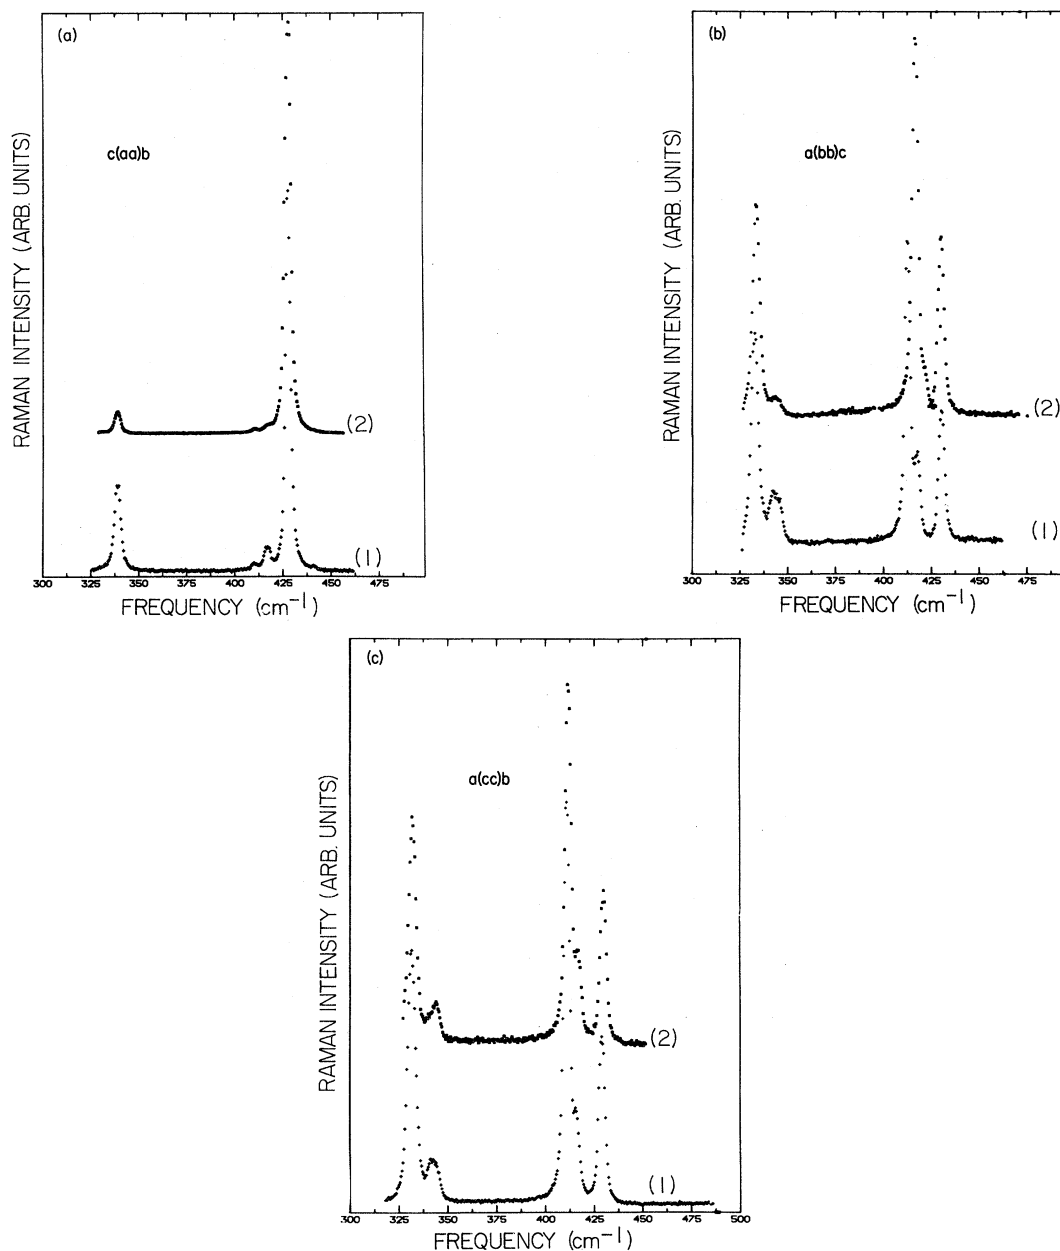 (a)
c(aa)b
(2)
(1)
RAMAN INTENSITY (ARB. UNITS)
300 325 350 375 400 425 450 475
FREQUENCY (cm⁻¹)
(b)
a(bb)c
(2)
(1)
RAMAN INTENSITY (ARB. UNITS)
300 325 350 375 400 425 450 475
FREQUENCY (cm⁻¹)
(c)
a(cc)b
(2)
(1)
RAMAN INTENSITY (ARB. UNITS)
300 325 350 375 400 425 450 475 500
FREQUENCY (cm⁻¹)